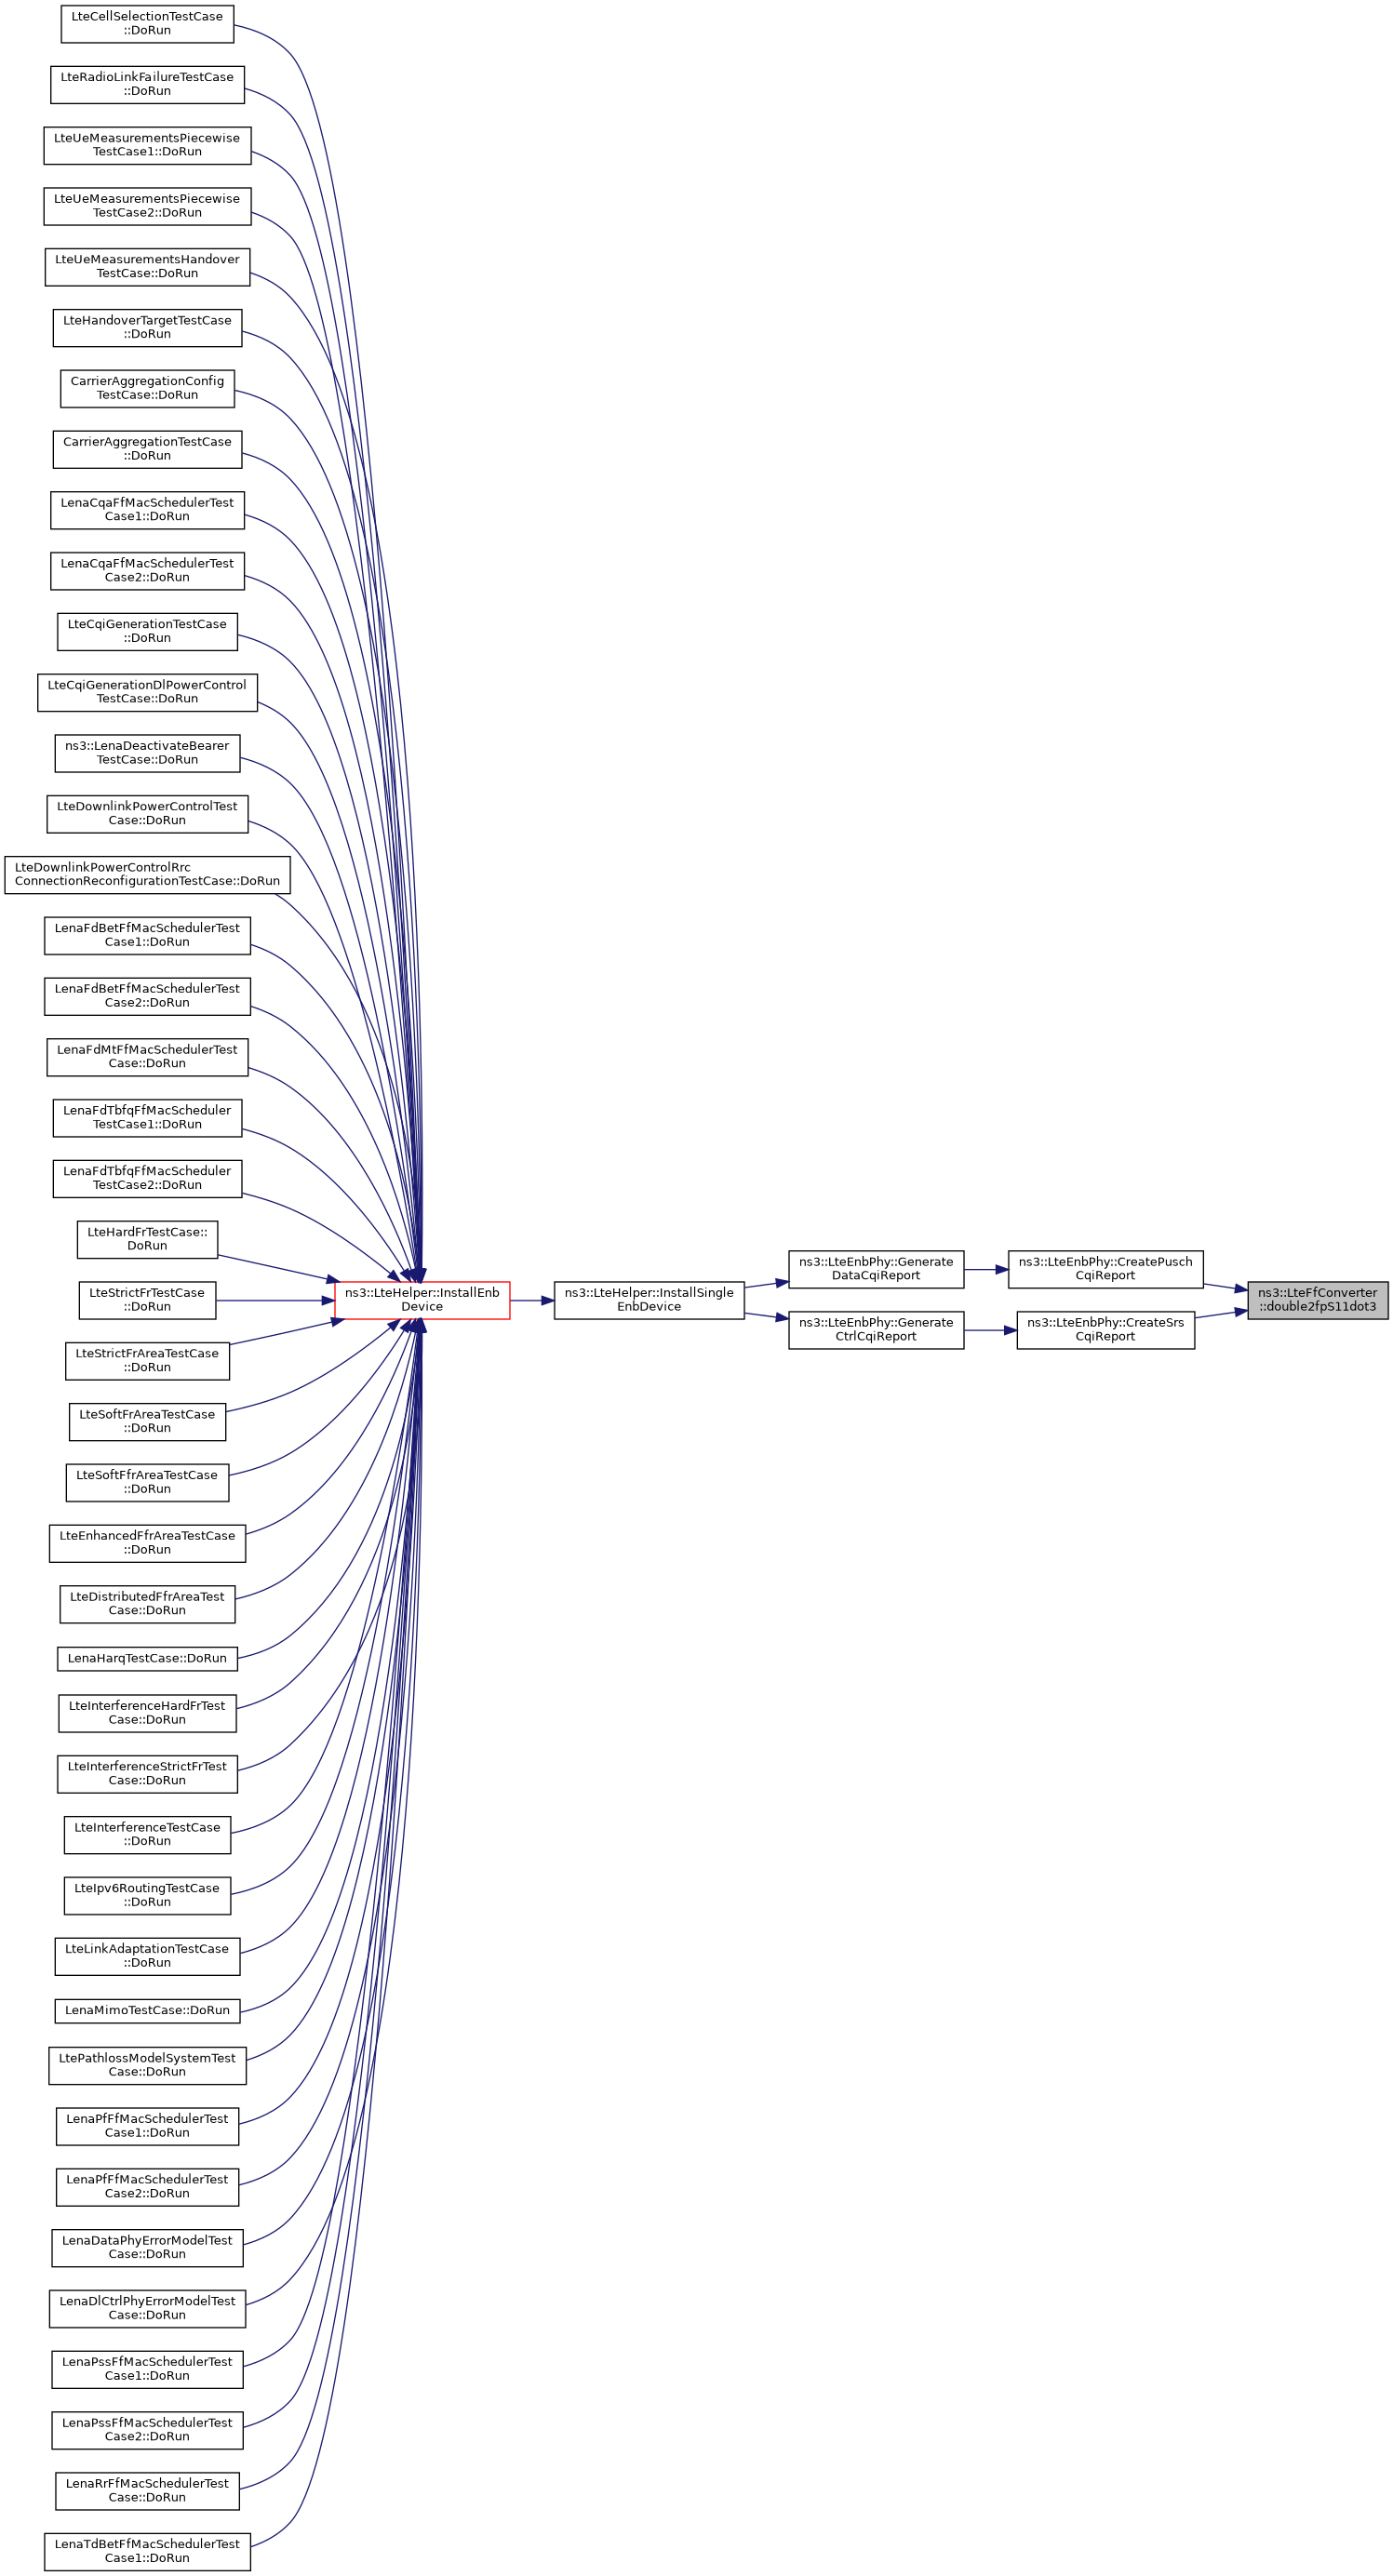 LteCellSelectionTestCase
::DoRun
LteRadioLinkFailureTestCase
::DoRun
LteUeMeasurementsPiecewise
TestCase1::DoRun
LteUeMeasurementsPiecewise
TestCase2::DoRun
LteUeMeasurementsHandover
TestCase::DoRun
LteHandoverTargetTestCase
::DoRun
CarrierAggregationConfig
TestCase::DoRun
CarrierAggregationTestCase
::DoRun
LenaCqaFfMacSchedulerTest
Case1::DoRun
LenaCqaFfMacSchedulerTest
Case2::DoRun
LteCqiGenerationTestCase
::DoRun
LteCqiGenerationDlPowerControl
TestCase::DoRun
ns3::LenaDeactivateBearer
TestCase::DoRun
LteDownlinkPowerControlTest
Case::DoRun
LteDownlinkPowerControlRrc
ConnectionReconfigurationTestCase::DoRun
LenaFdBetFfMacSchedulerTest
Case1::DoRun
LenaFdBetFfMacSchedulerTest
Case2::DoRun
LenaFdMtFfMacSchedulerTest
Case::DoRun
LenaFdTbfqFfMacScheduler
TestCase1::DoRun
LenaFdTbfqFfMacScheduler
TestCase2::DoRun
LteHardFrTestCase::
DoRun
LteStrictFrTestCase
::DoRun
LteStrictFrAreaTestCase
::DoRun
LteSoftFrAreaTestCase
::DoRun
LteSoftFfrAreaTestCase
::DoRun
LteEnhancedFfrAreaTestCase
::DoRun
LteDistributedFfrAreaTest
Case::DoRun
LenaHarqTestCase::DoRun
LteInterferenceHardFrTest
Case::DoRun
LteInterferenceStrictFrTest
Case::DoRun
LteInterferenceTestCase
::DoRun
LteIpv6RoutingTestCase
::DoRun
LteLinkAdaptationTestCase
::DoRun
LenaMimoTestCase::DoRun
LtePathlossModelSystemTest
Case::DoRun
LenaPfFfMacSchedulerTest
Case1::DoRun
LenaPfFfMacSchedulerTest
Case2::DoRun
LenaDataPhyErrorModelTest
Case::DoRun
LenaDlCtrlPhyErrorModelTest
Case::DoRun
LenaPssFfMacSchedulerTest
Case1::DoRun
LenaPssFfMacSchedulerTest
Case2::DoRun
LenaRrFfMacSchedulerTest
Case::DoRun
LenaTdBetFfMacSchedulerTest
Case1::DoRun
ns3::LteHelper::InstallEnb
Device
ns3::LteHelper::InstallSingle
EnbDevice
ns3::LteEnbPhy::Generate
DataCqiReport
ns3::LteEnbPhy::Generate
CtrlCqiReport
ns3::LteEnbPhy::CreatePusch
CqiReport
ns3::LteEnbPhy::CreateSrs
CqiReport
ns3::LteFfConverter
::double2fpS11dot3